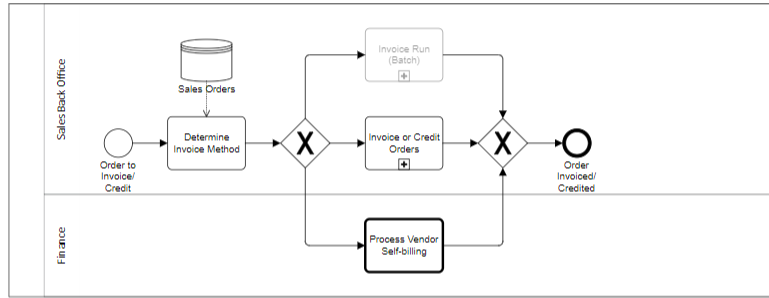 Sales Back Office
Finance
Sales Orders
Order to
Invoice/
Credit
Determine
Invoice Method
X
Invoice Run
(Batch)
Invoice or Credit
Orders
Process Vendor
Self-billing
X
Order
Invoiced/
Credited